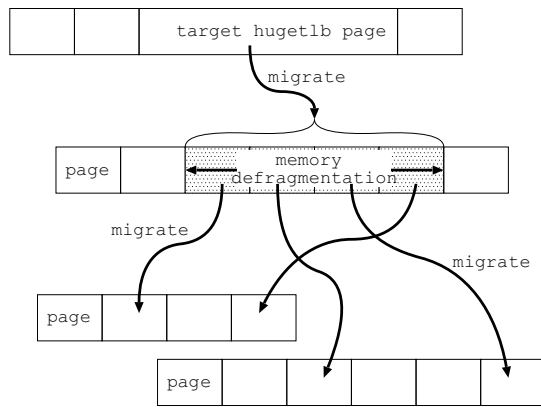 target hugetlb page
migrate
page
memory
defragmentation
migrate
migrate
page
page